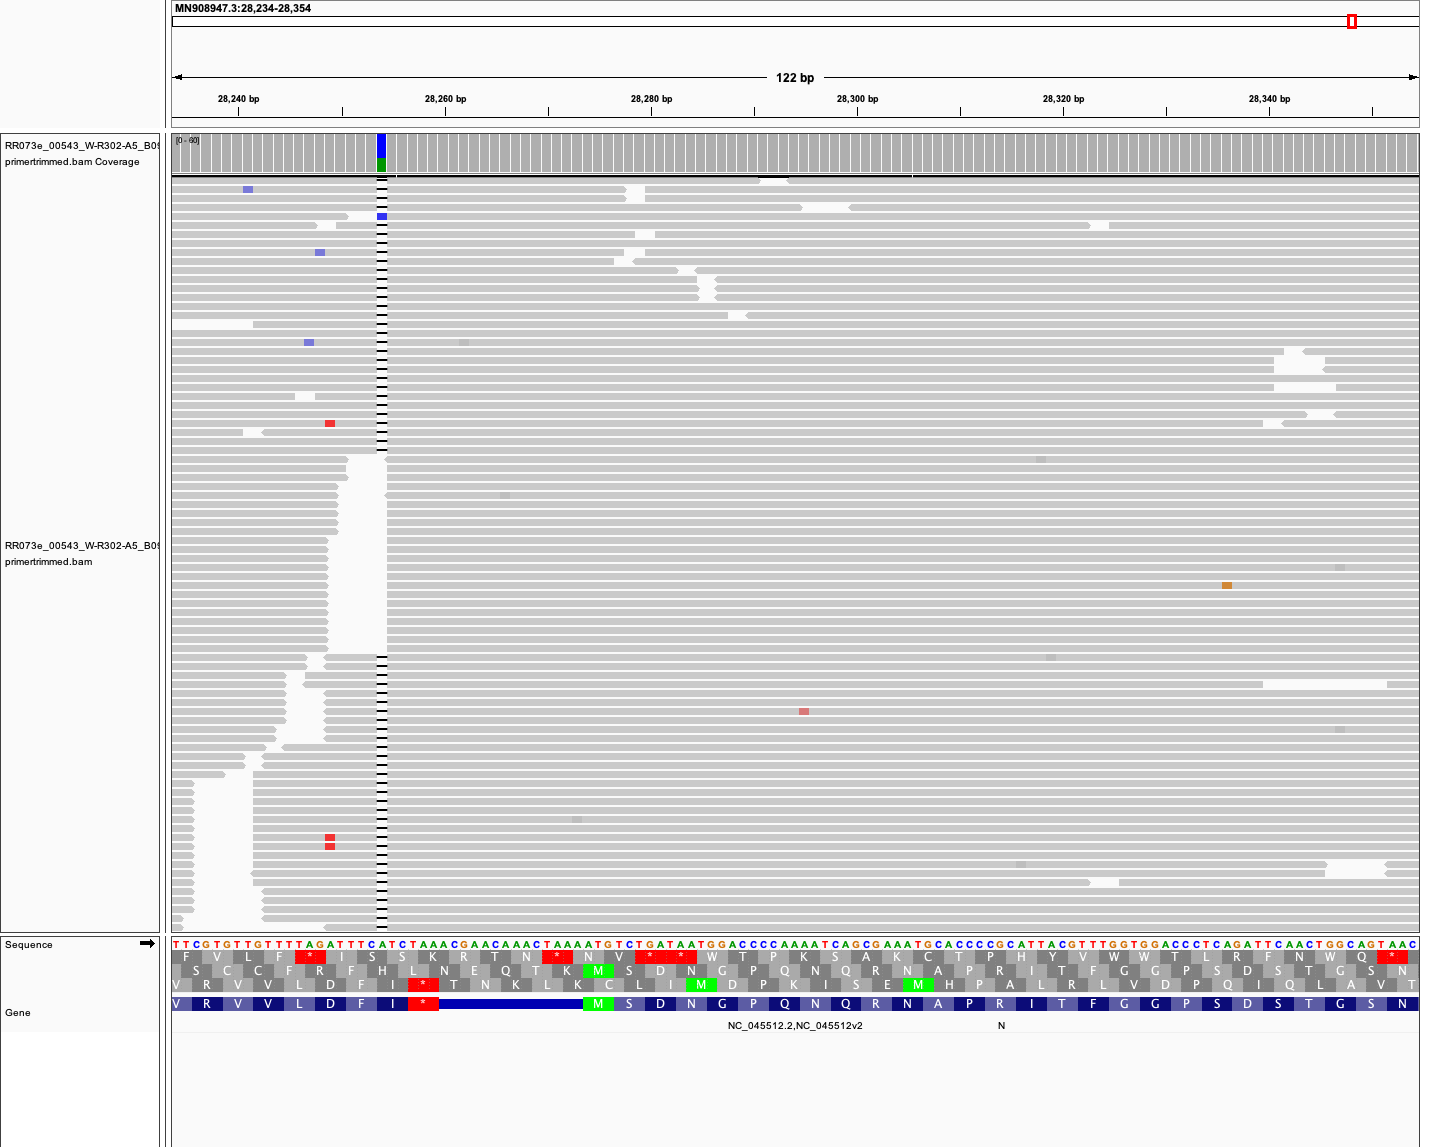 MN908947.3:28,234-28,354
122 bp
28,240 bp 28,260 bp 28,280 bp 28,300 bp 28,320 bp 28,340 bp
RR073e_00543_W-R302-A5_B09
primertrimmed.bam Coverage
[0 - 60]
RR073e_00543_W-R302-A5_B09
primertrimmed.bam
Sequence
TTCGTGTTGTTTTAGATTTCATCTAAACGAACAAACTAAAATGTCTGATAATGGACCCCAAAATCAGCGAAATGCACCCCGCATTACGTTTGGTGGACCCTCAGATTCAACTGGCAGTAAC
F V L F * I S S K R T N * N V * * W T P K S A K C T P H Y V W W T L R F N W Q *
S C C F R F H L N E Q T K M S D N G P Q N Q R N A P R I T F G G P S D S T G S N
V R V V L D F I * T N K L K C L I M D P K I S E M H P A L R L V D P Q I Q L A V T
V R V V L D F I * M S D N G P Q N Q R N A P R I T F G G P S D S T G S N
Gene
NC_045512.2,NC_045512v2 N